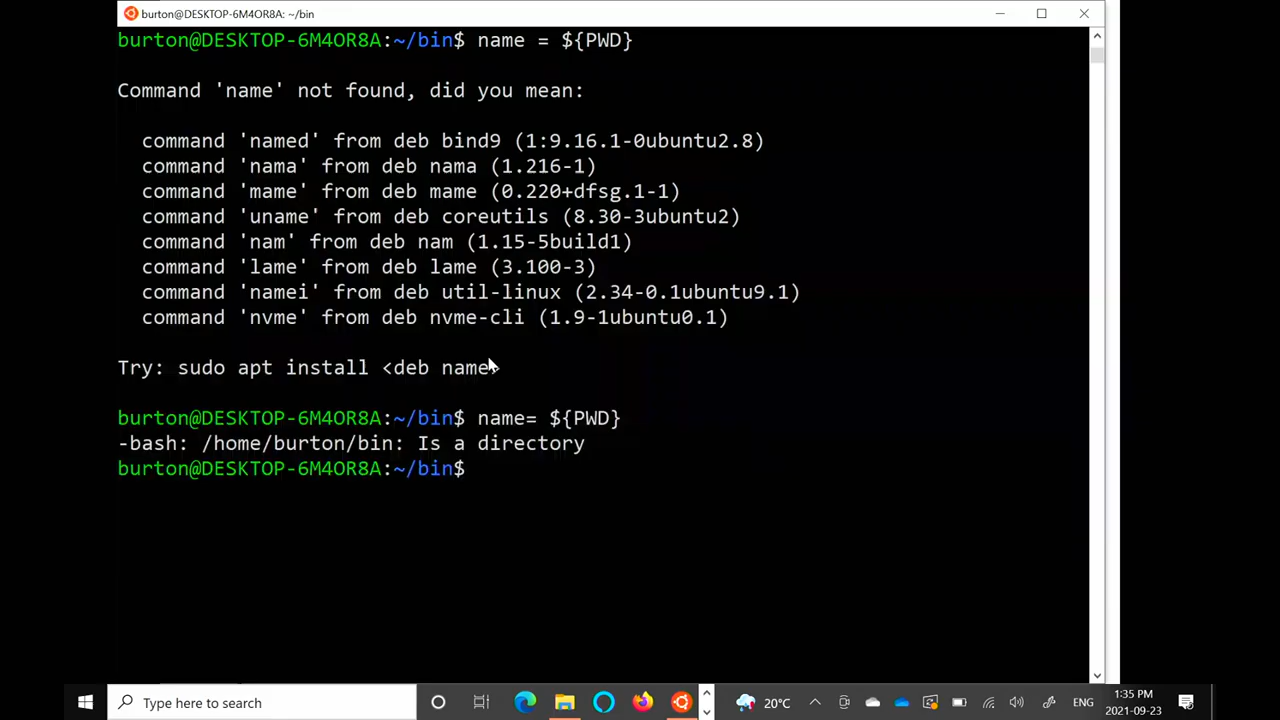 burton@DESKTOP-6M4OR8A: ~/bin
burton@DESKTOP-6M4OR8A:~/bin$ name = ${PWD}
Command 'name' not found, did you mean:
command 'named' from deb bind9 (1:9.16.1-0ubuntu2.8)
command 'nama' from deb nama (1.216-1)
command 'mame' from deb mame (0.220+dfsg.1-1)
command 'uname' from deb coreutils (8.30-3ubuntu2)
command 'nam' from deb nam (1.15-5build1)
command 'lame' from deb lame (3.100-3)
command 'namei' from deb util-linux (2.34-0.1ubuntu9.1)
command 'nvme' from deb nvme-cli (1.9-1ubuntu0.1)
Try: sudo apt install <deb name>
burton@DESKTOP-6M4OR8A:~/bin$ name= ${PWD}
-bash: /home/burton/bin: Is a directory
burton@DESKTOP-6M4OR8A:~/bin$
Type here to search
20°C
ENG
1:35 PM
2021-09-23